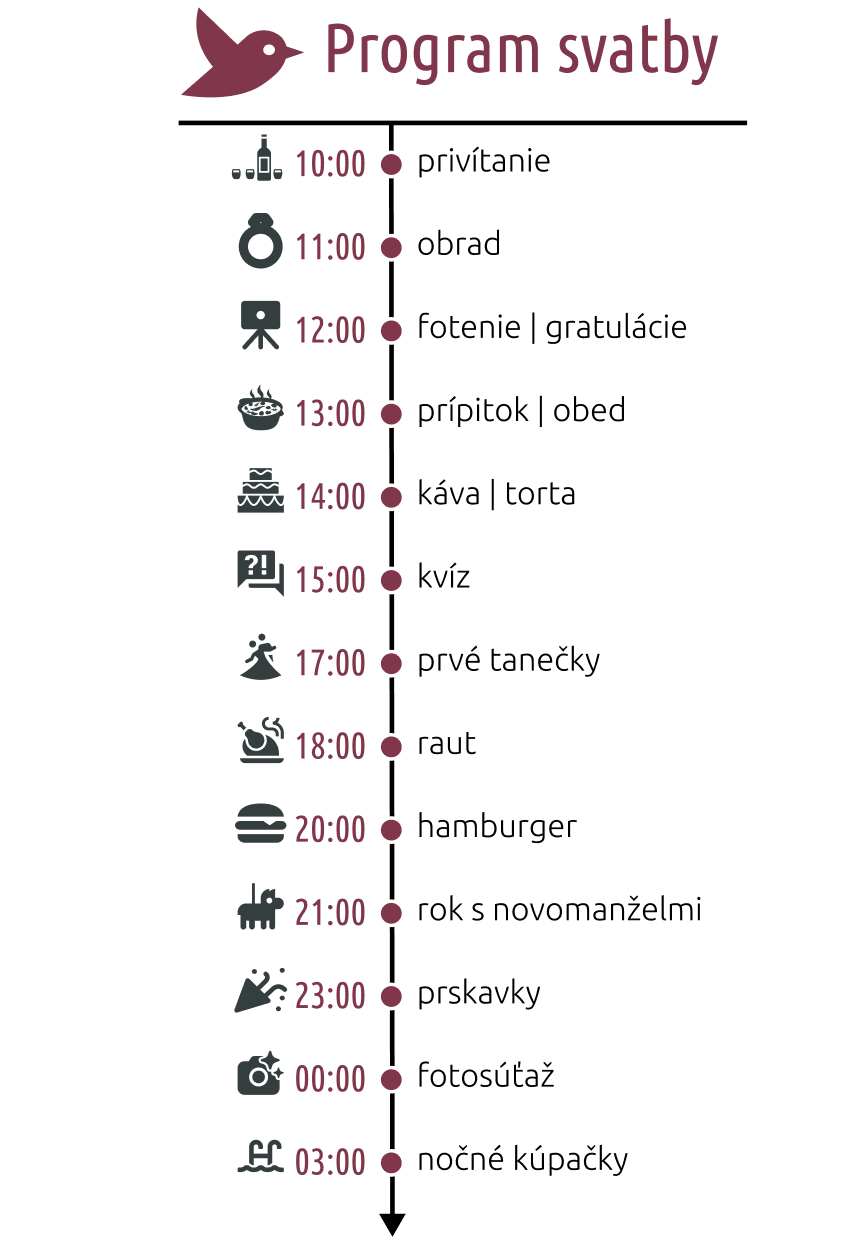 Program svatby
10:00 privítanie
11:00 obrad
12:00 fotenie | gratulácie
13:00 prípitok | obed
14:00 káva | torta
?!
15:00 kvíz
17:00 prvé tanečky
18:00 raut
20:00 hamburger
21:00 rok s novomanželmi
23:00 prskavky
00:00 fotosúťaž
03:00 nočné kúpačky